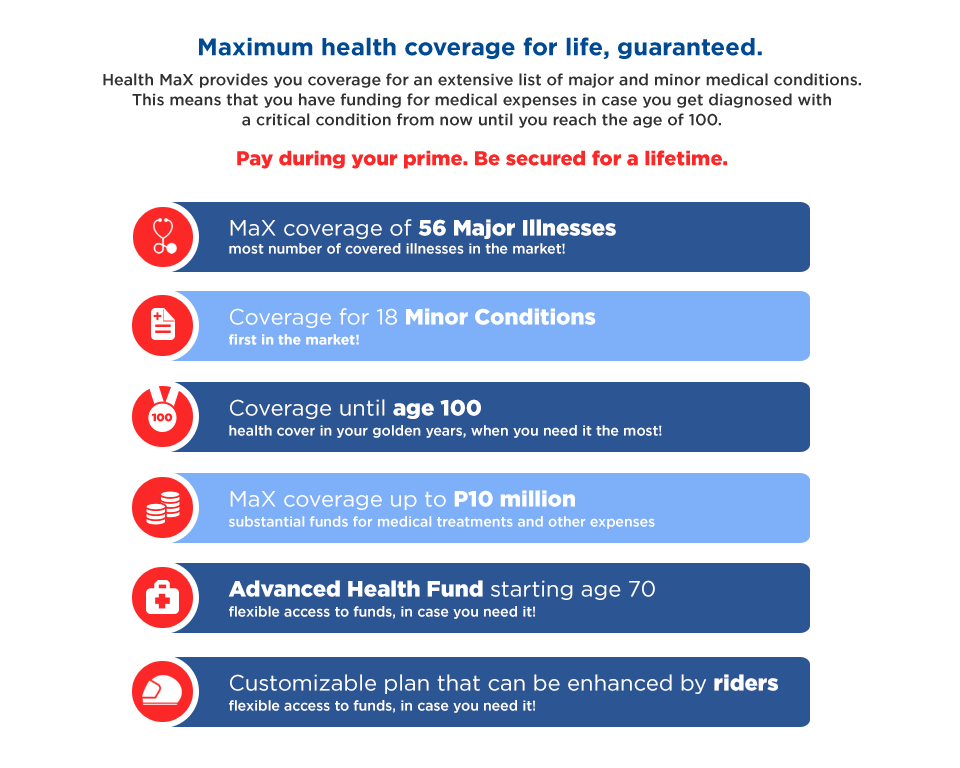 Maximum health coverage for life, guaranteed.
Health MaX provides you coverage for an extensive list of major and minor medical conditions.
This means that you have funding for medical expenses in case you get diagnosed with
a critical condition from now until you reach the age of 100.
Pay during your prime. Be secured for a lifetime.
MaX coverage of 56 Major Illnesses
most number of covered illnesses in the market!
Coverage for 18 Minor Conditions
first in the market!
100
Coverage until age 100
health cover in your golden years, when you need it the most!
MaX coverage up to P10 million
substantial funds for medical treatments and other expenses
Advanced Health Fund starting age 70
flexible access to funds, in case you need it!
Customizable plan that can be enhanced by riders
flexible access to funds, in case you need it!